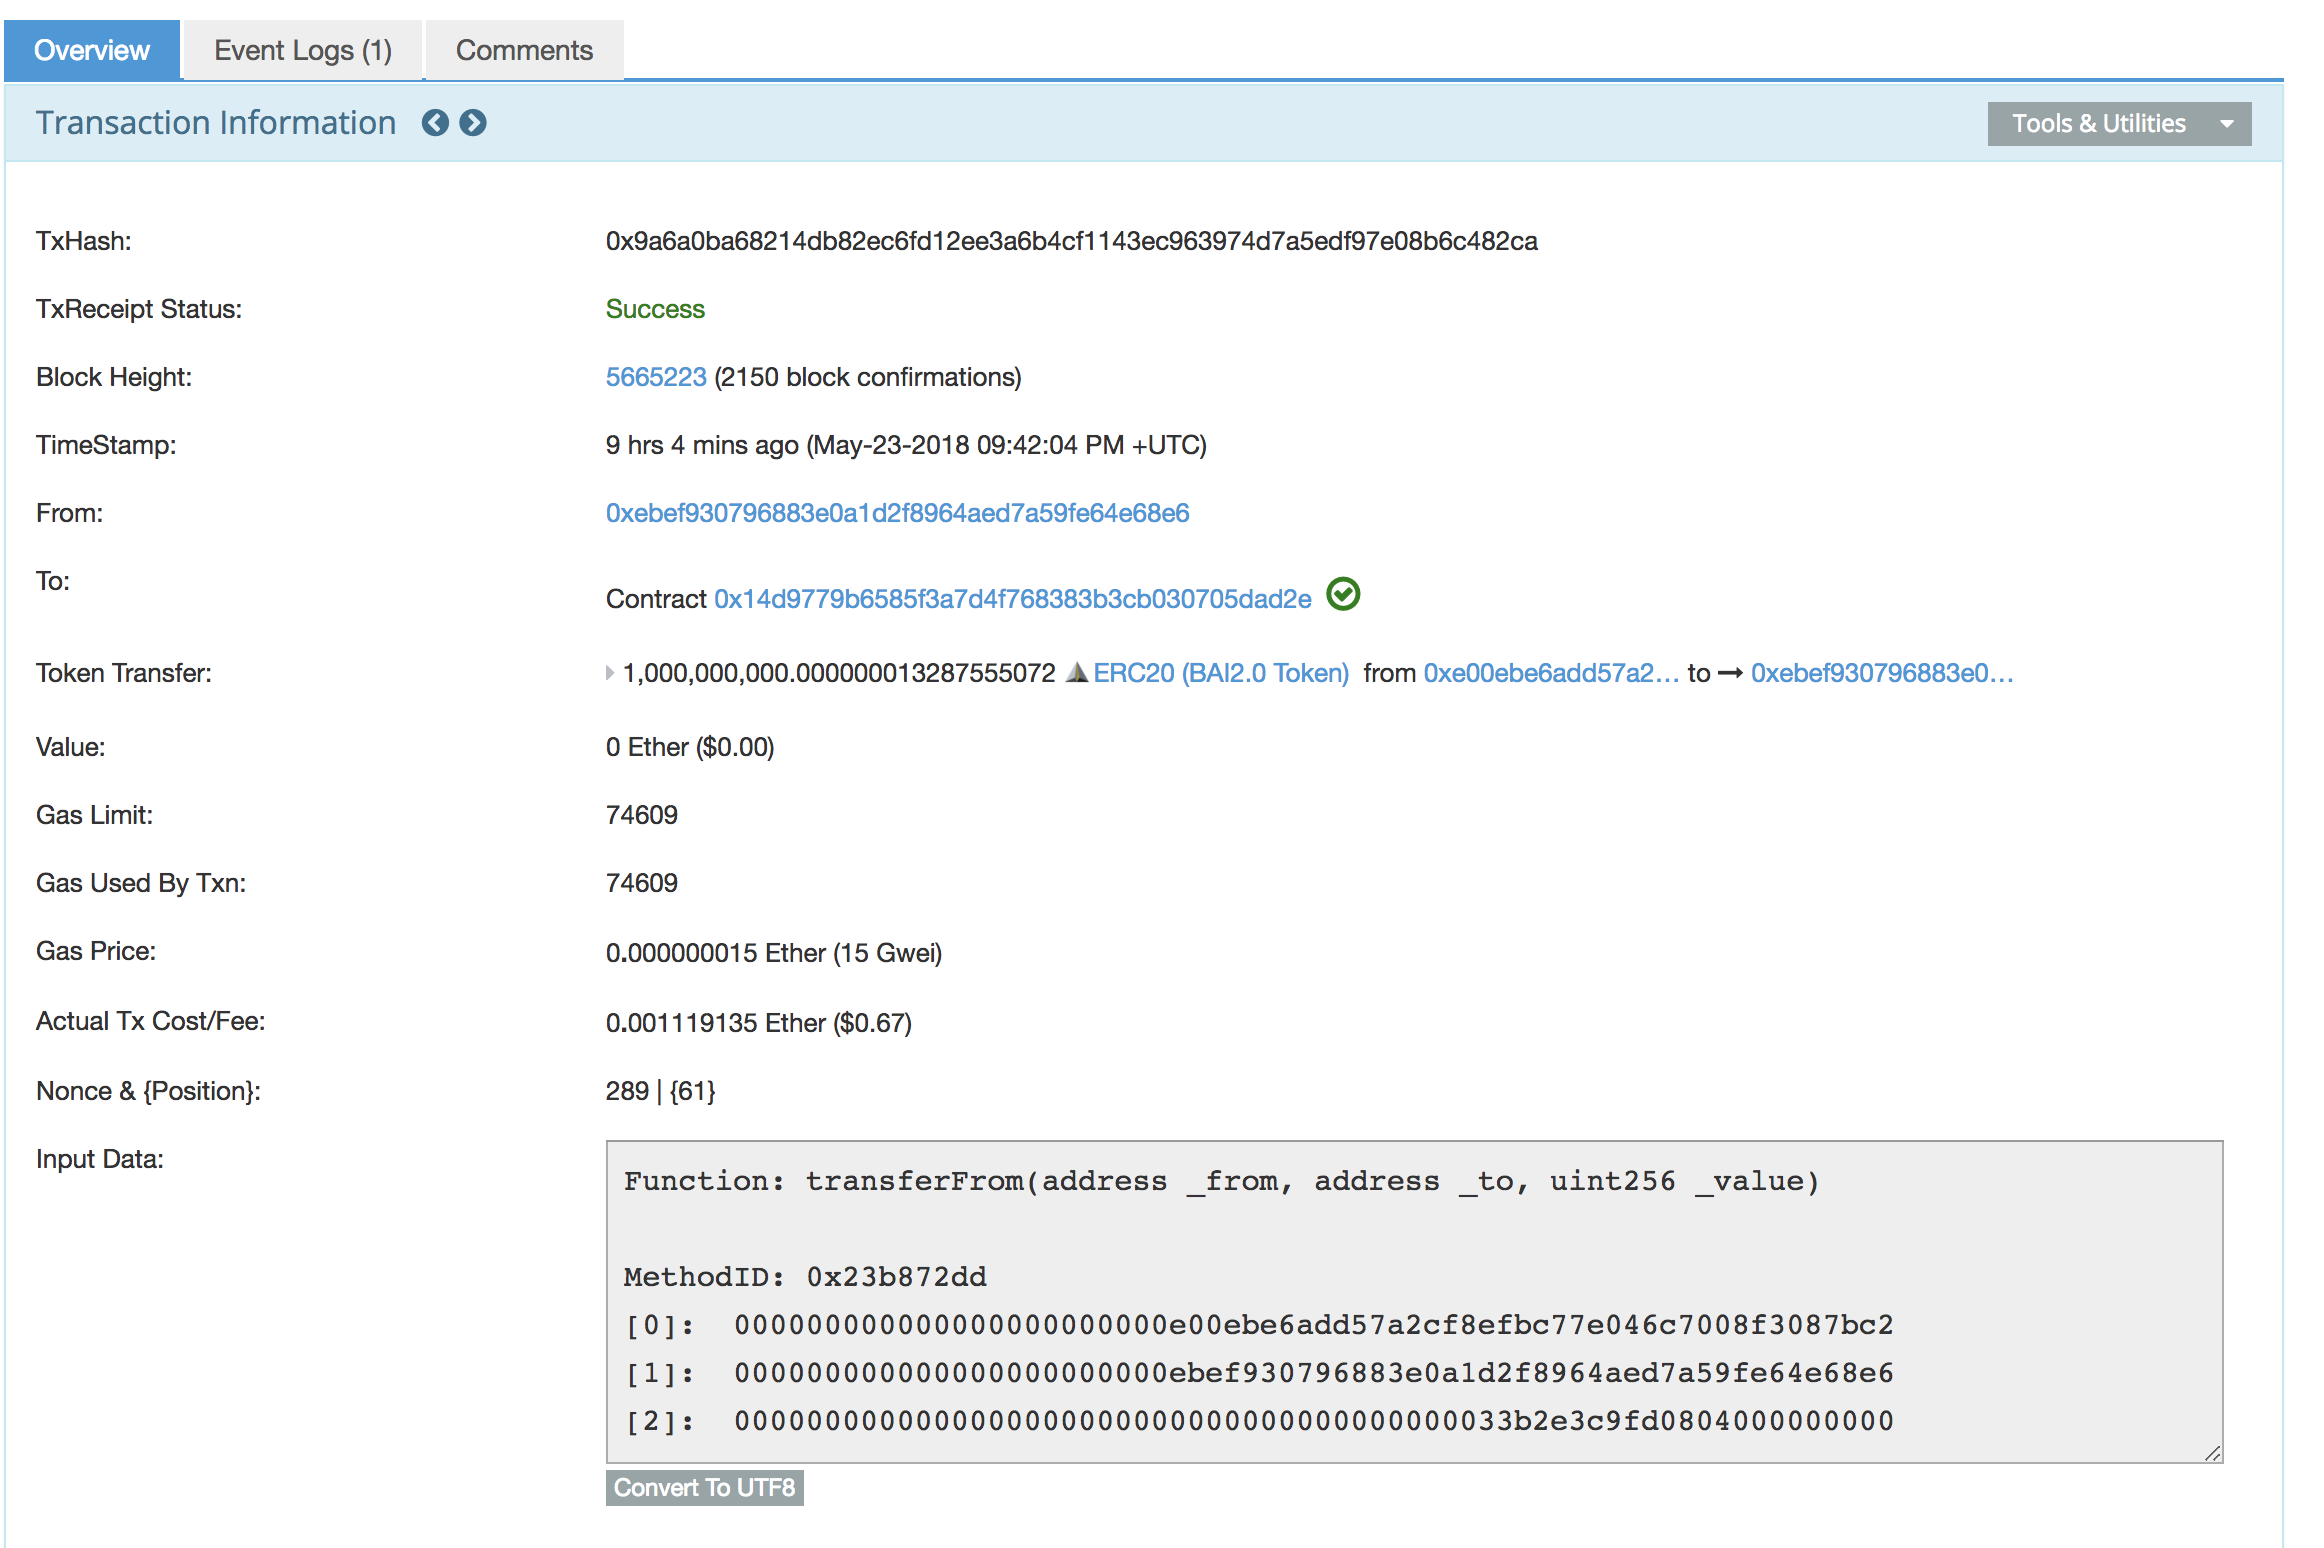 Overview Event Logs (1) Comments
Transaction Information Tools & Utilities
TxHash: 0x9a6a0ba68214db82ec6fd12ee3a6b4cf1143ec963974d7a5edf97e08b6c482ca
TxReceipt Status: Success
Block Height: 5665223 (2150 block confirmations)
TimeStamp: 9 hrs 4 mins ago (May-23-2018 09:42:04 PM +UTC)
From: 0xebef930796883e0a1d2f8964aed7a59fe64e68e6
To: Contract 0x14d9779b6585f3a7d4f768383b3cb030705dad2e
Token Transfer: 1,000,000,000.000000013287555072 ERC20 (BAI2.0 Token) from 0xe00ebe6add57a2... to → 0xebef930796883e0...
Value: 0 Ether ($0.00)
Gas Limit: 74609
Gas Used By Txn: 74609
Gas Price: 0.000000015 Ether (15 Gwei)
Actual Tx Cost/Fee: 0.001119135 Ether ($0.67)
Nonce & {Position}: 289 | {61}
Input Data: Function: transferFrom(address _from, address _to, uint256 _value)
MethodID: 0x23b872dd
[0]: 000000000000000000000000e00ebe6add57a2cf8efbc77e046c7008f3087bc2
[1]: 000000000000000000000000ebef930796883e0a1d2f8964aed7a59fe64e68e6
[2]: 0000000000000000000000000000000000000000033b2e3c9fd0804000000000
Convert To UTF8